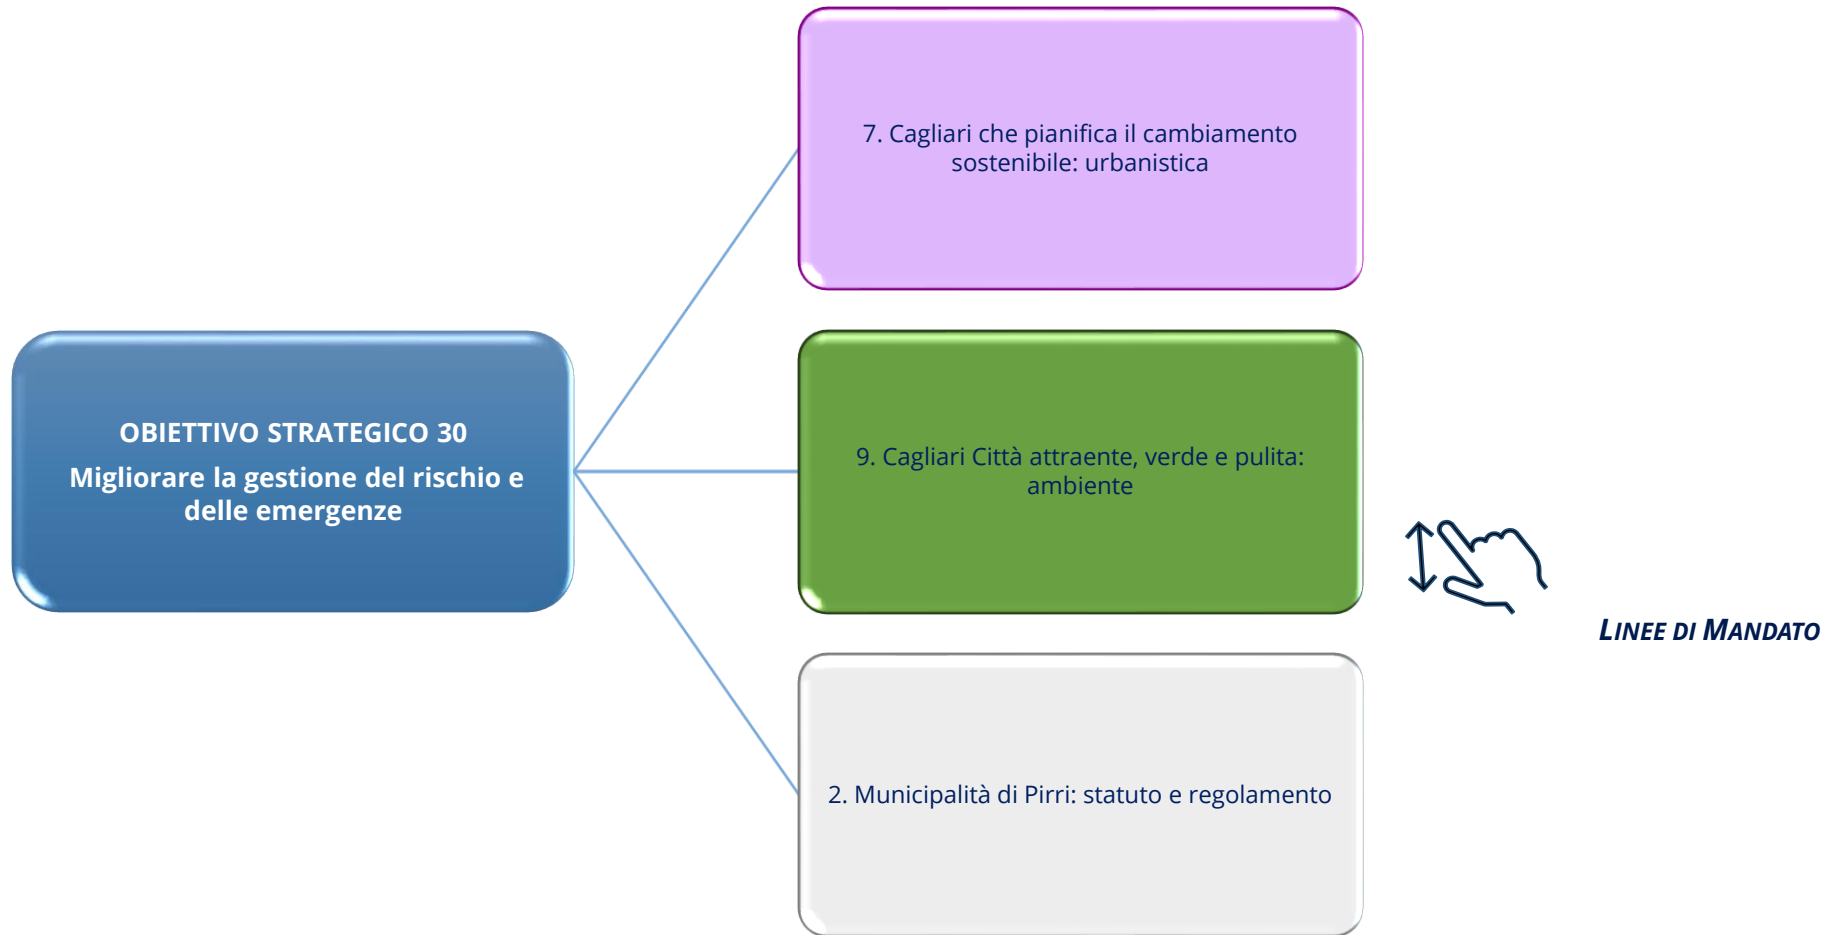 7. Cagliari che pianifica il cambiamento
sostenibile: urbanistica
OBIETTIVO STRATEGICO 30
Migliorare la gestione del rischio e
delle emergenze
9. Cagliari Città attraente, verde e pulita:
ambiente
LINEE DI MANDATO
2. Municipalità di Pirri: statuto e regolamento